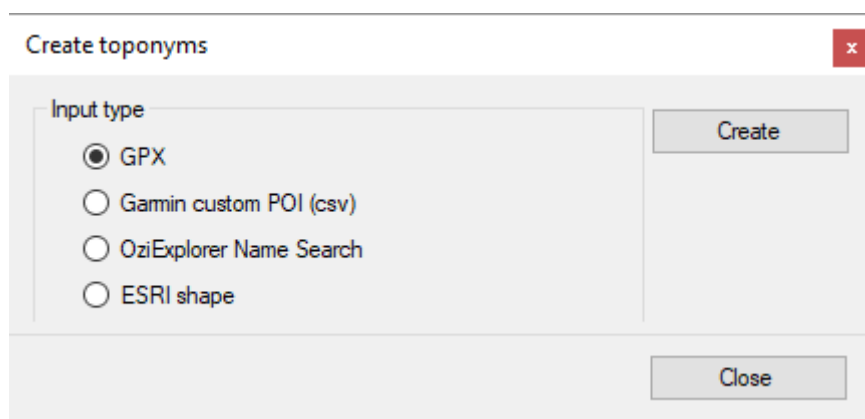 Create toponyms
x
Input type
Create
GPX
Garmin custom POI (csv)
OziExplorer Name Search
ESRI shape
Close